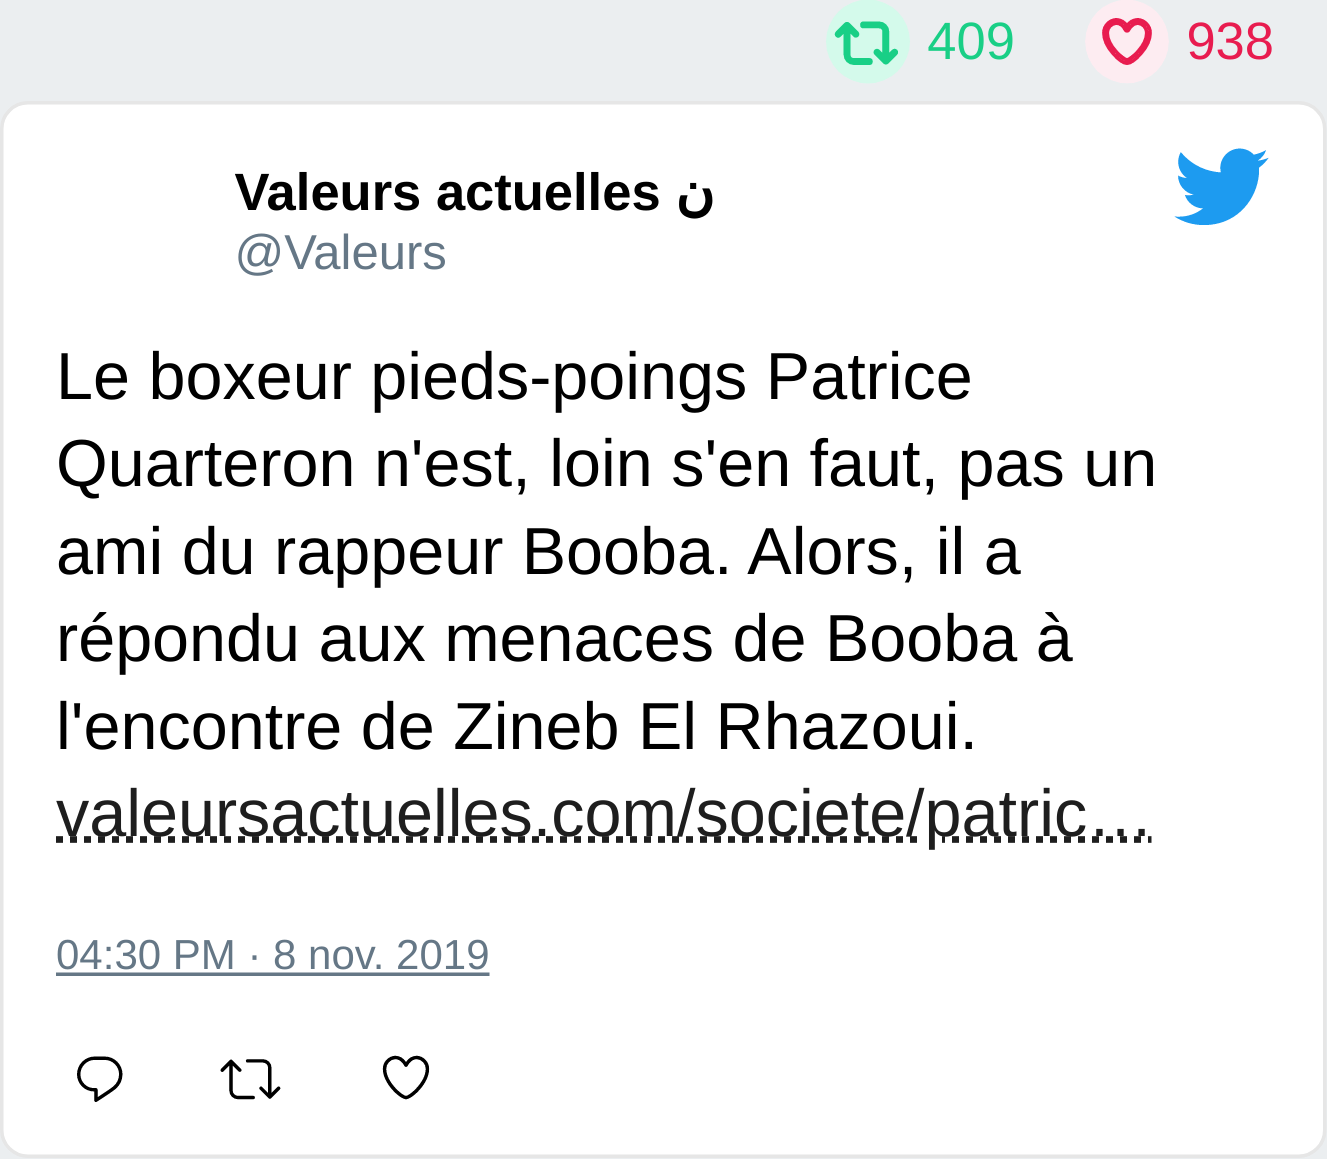 409 938
Valeurs actuelles ن
@Valeurs
Le boxeur pieds-poings Patrice
Quarteron n'est, loin s'en faut, pas un
ami du rappeur Booba. Alors, il a
répondu aux menaces de Booba à
l'encontre de Zineb El Rhazoui.
valeursactuelles.com/societe/patric…
04:30 PM · 8 nov. 2019